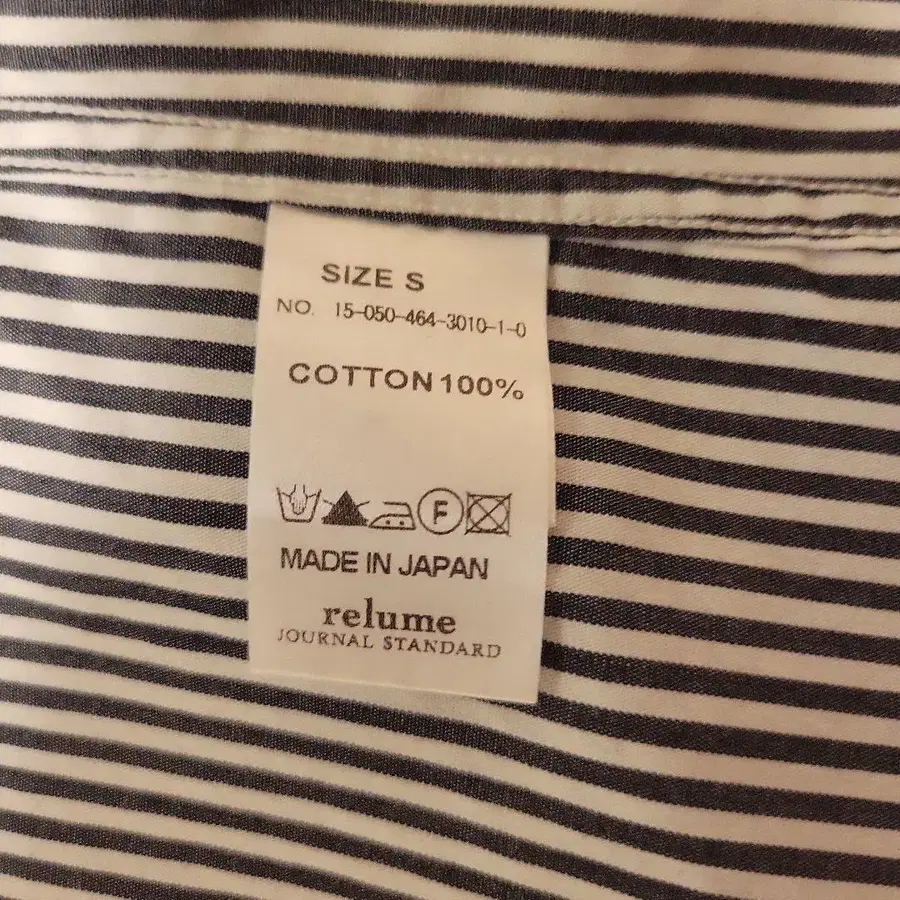 SIZE S
NO. 15-050-464-3010-1-0
COTTON 100%
F
MADE IN JAPAN
relume
JOURNAL STANDARD